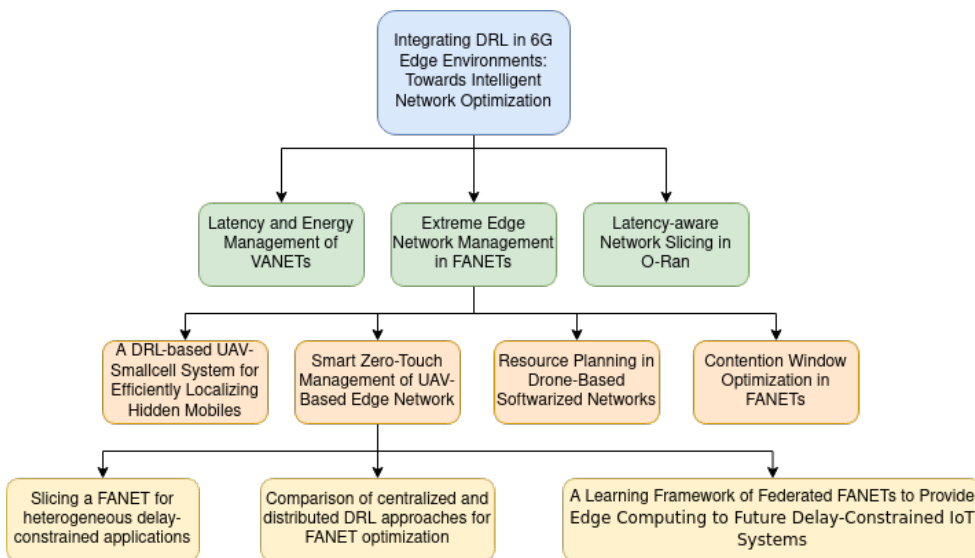 Integrating DRL in 6G
Edge Environments:
Towards Intelligent
Network Optimization
Latency and Energy
Management of
VANETs
Extreme Edge
Network Management
in FANETs
Latency-aware
Network Slicing in
O-Ran
A DRL-based UAV-
Smallcell System for
Efficiently Localizing
Hidden Mobiles
Smart Zero-Touch
Management of UAV-
Based Edge Network
Resource Planning in
Drone-Based
Softwarized Networks
Contention Window
Optimization in
FANETs
Slicing a FANET for
heterogeneous delay-
constrained applications
Comparison of centralized and
distributed DRL approaches for
FANET optimization
A Learning Framework of Federated FANETs to Provide
Edge Computing to Future Delay-Constrained IoT
Systems